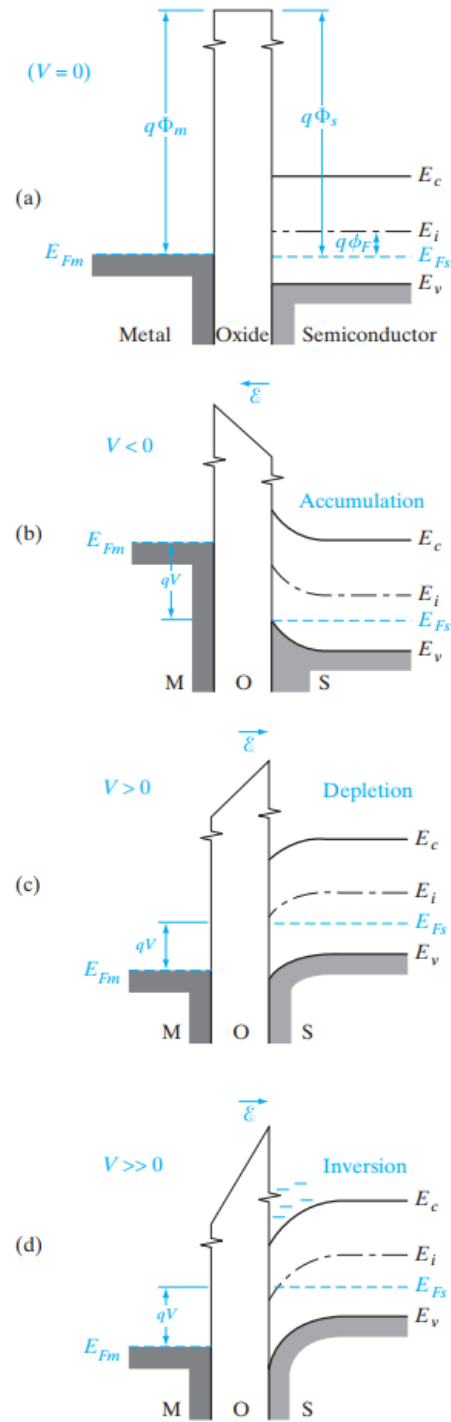 (V = 0)
qΦm
qΦs
(a)
Ec
Ei
qϕF
EFm
EFs
Ev
Metal
Oxide
Semiconductor
ℰ
V < 0
Accumulation
(b)
EFm
Ec
qV
Ei
EFs
Ev
M
O
S
ℰ
V > 0
Depletion
Ec
(c)
Ei
EFs
qV
Ev
EFm
M
O
S
ℰ
V >> 0
Inversion
Ec
(d)
Ei
EFs
qV
Ev
EFm
M
O
S